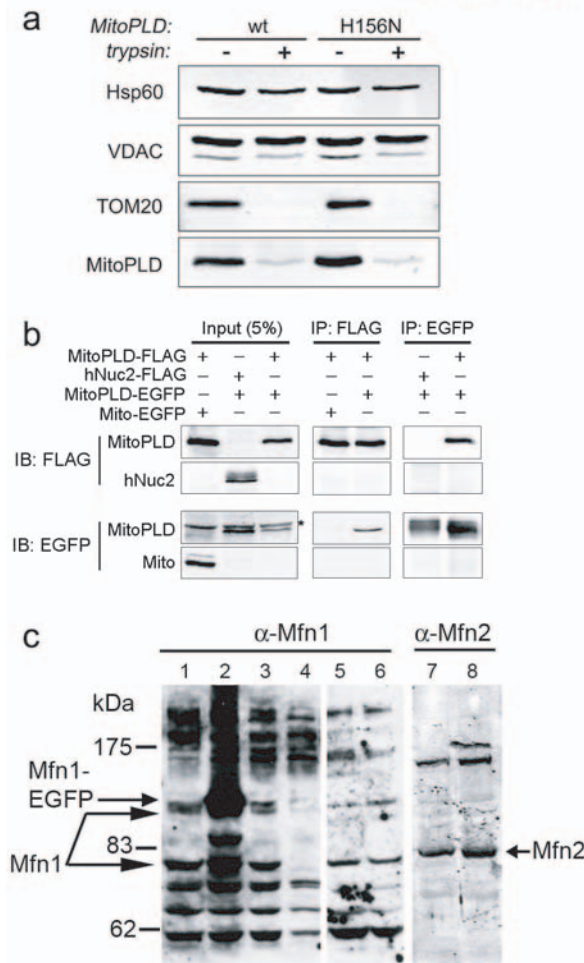 a
MitoPLD: wt H156N
trypsin: - + - +
Hsp60
VDAC
TOM20
MitoPLD
b
Input (5%) IP: FLAG IP: EGFP
MitoPLD-FLAG + - + + + - +
hNuc2-FLAG - + - - - + -
MitoPLD-EGFP - + + - + + +
Mito-EGFP + - - + - - -
IB: FLAG
MitoPLD
hNuc2
IB: EGFP
MitoPLD *
Mito
c
α-Mfn1 α-Mfn2
1 2 3 4 5 6 7 8
kDa
175
Mfn1-
EGFP
83
Mfn1
Mfn2
62